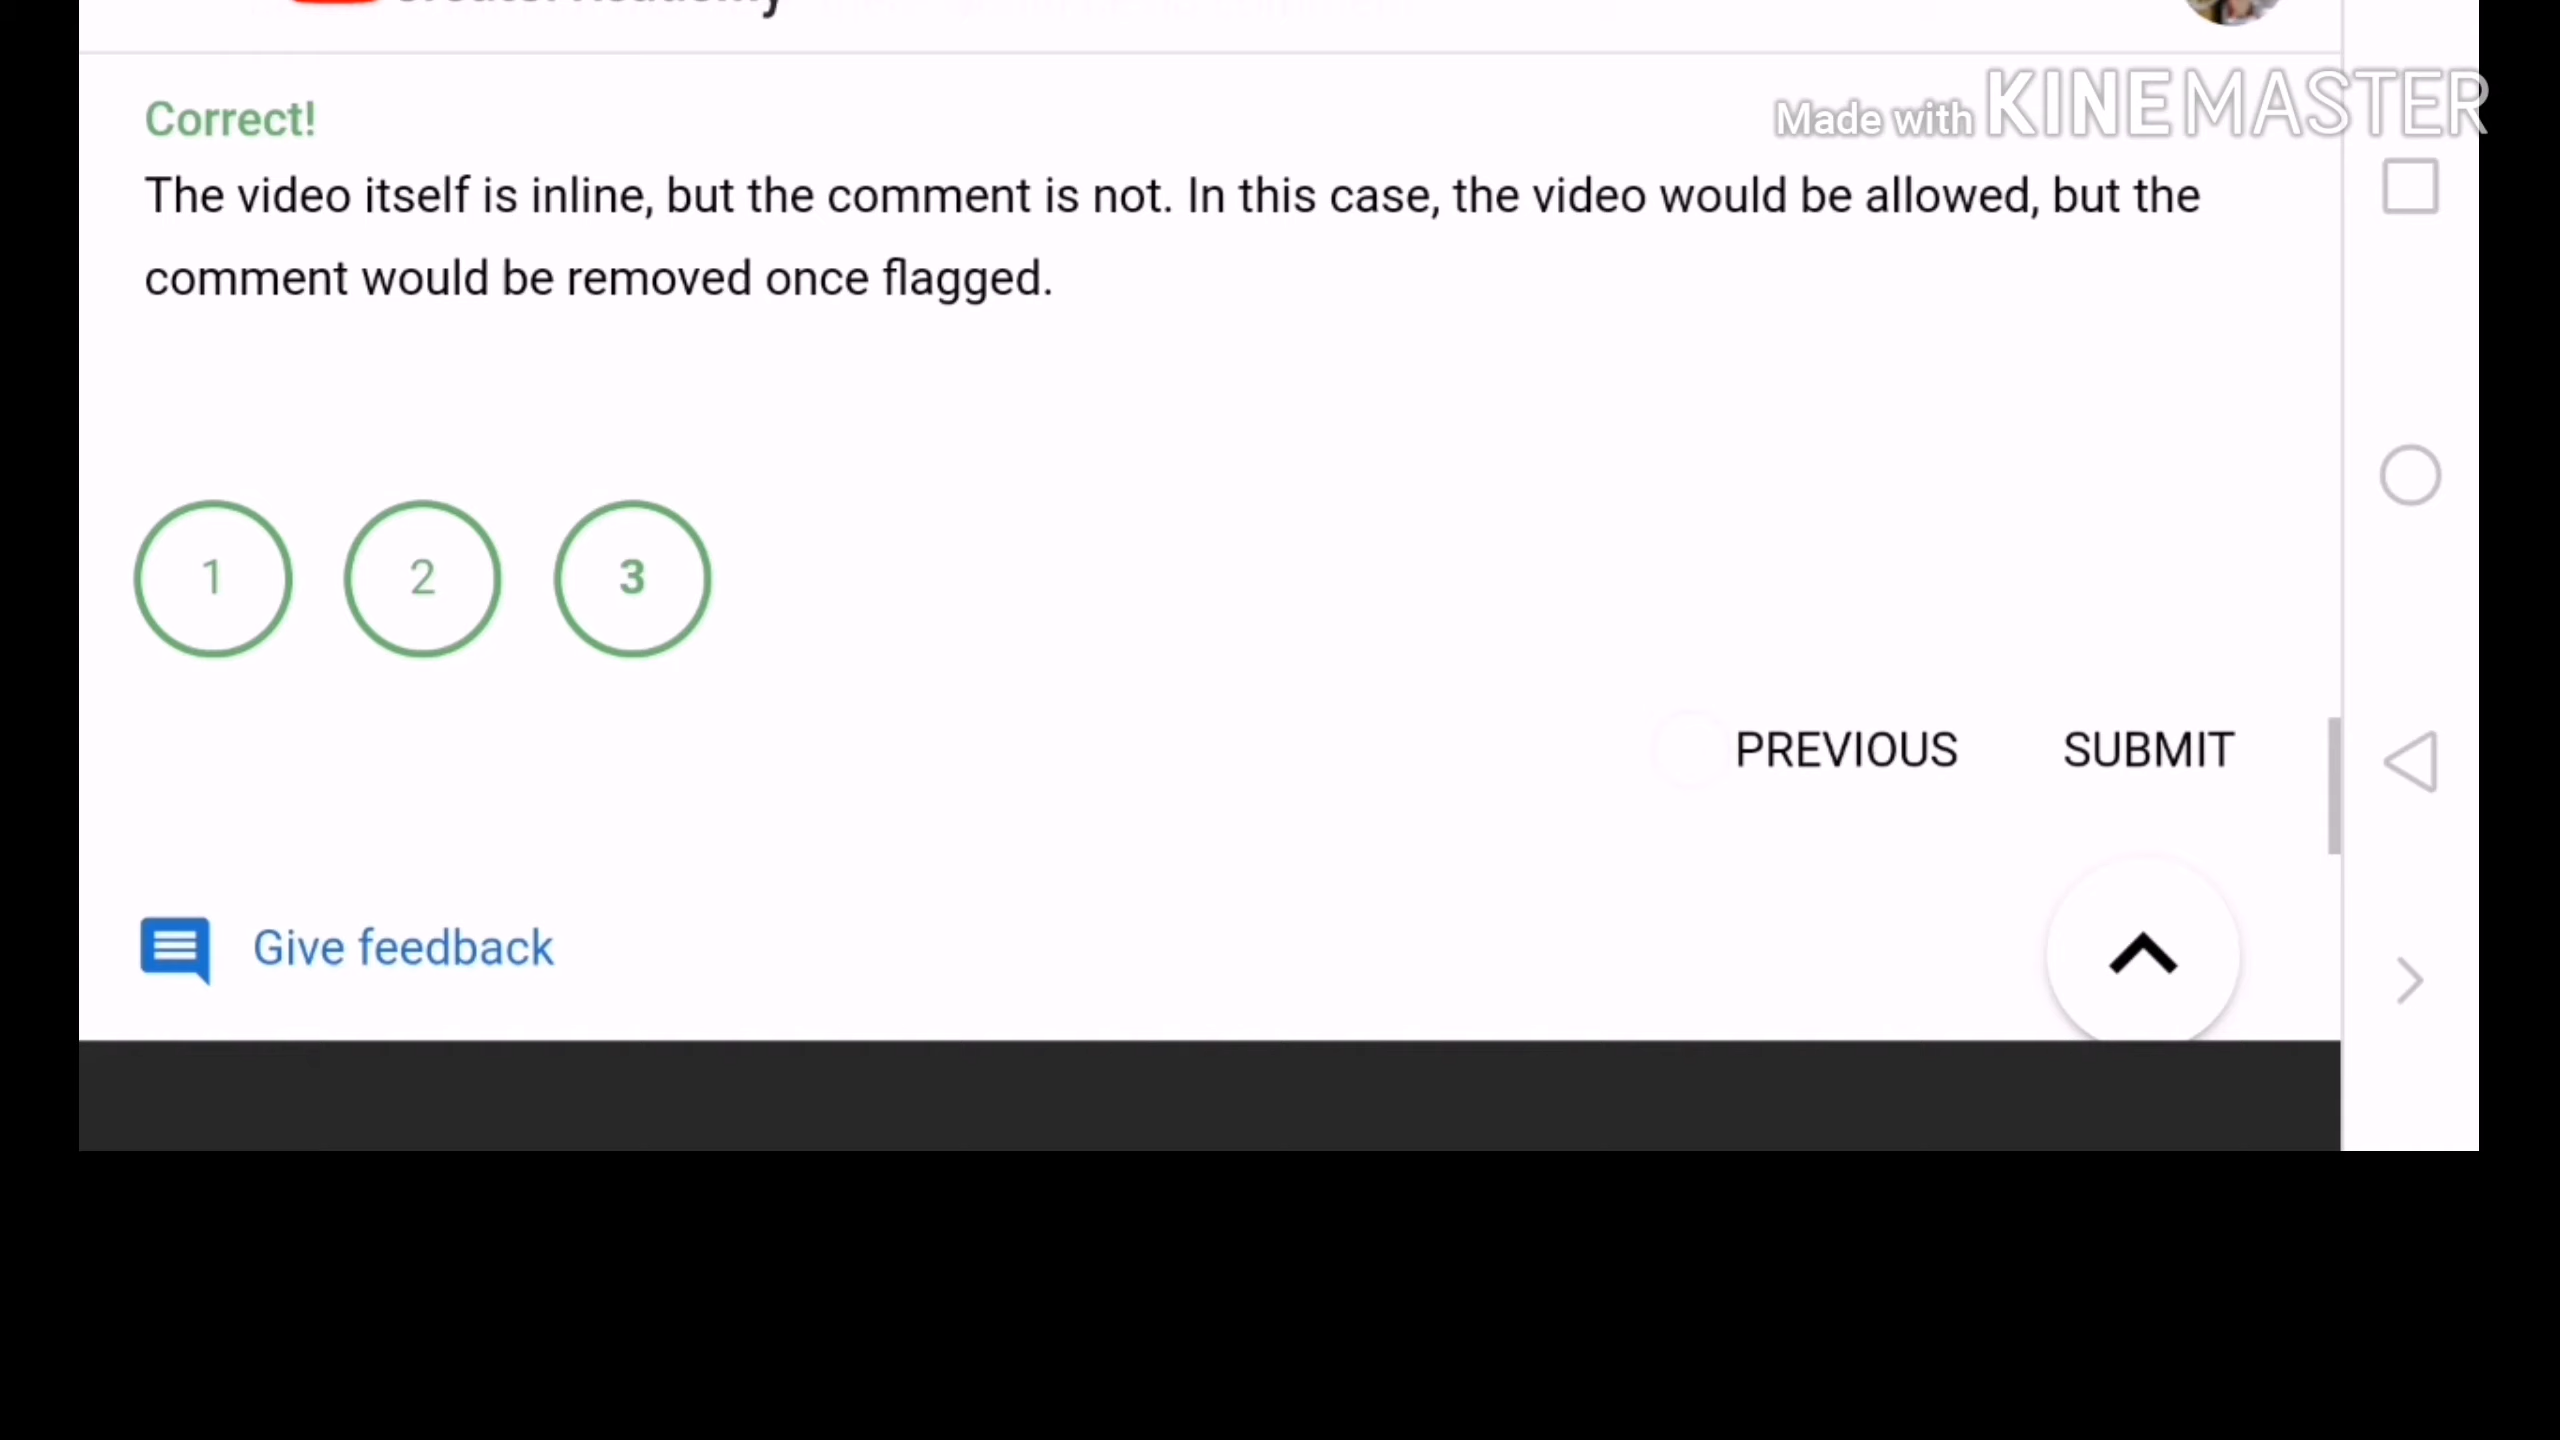 Correct!
Made with KINEMASTER
The video itself is inline, but the comment is not. In this case, the video would be allowed, but the
comment would be removed once flagged.
1 2 3
PREVIOUS SUBMIT
Give feedback